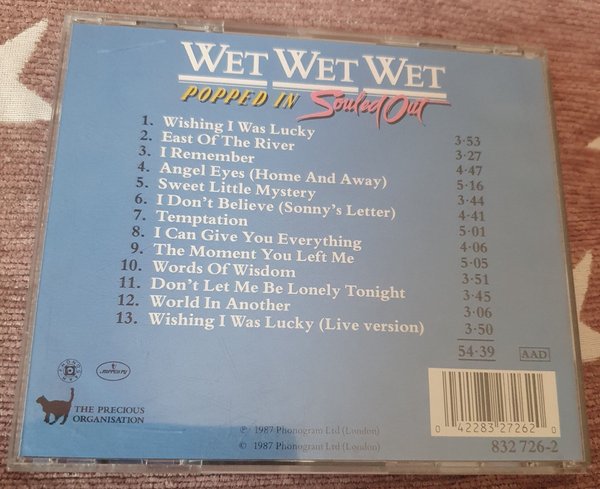 WET WET WET
POPPED IN Souled Out
1. Wishing I Was Lucky 3·53
2. East Of The River 3·27
3. I Remember 4·47
4. Angel Eyes (Home And Away) 5·16
5. Sweet Little Mystery 3·44
6. I Don't Believe (Sonny's Letter) 4·41
7. Temptation 5·01
8. I Can Give You Everything 4·06
9. The Moment You Left Me 5·05
10. Words Of Wisdom 3·51
11. Don't Let Me Be Lonely Tonight 3·45
12. World In Another 3·06
13. Wishing I Was Lucky (Live version) 3·50
54·39 AAD
THE PRECIOUS
ORGANISATION
℗ 1987 Phonogram Ltd (London)
© 1987 Phonogram Ltd (London)
0 42283 27262 0
832 726-2